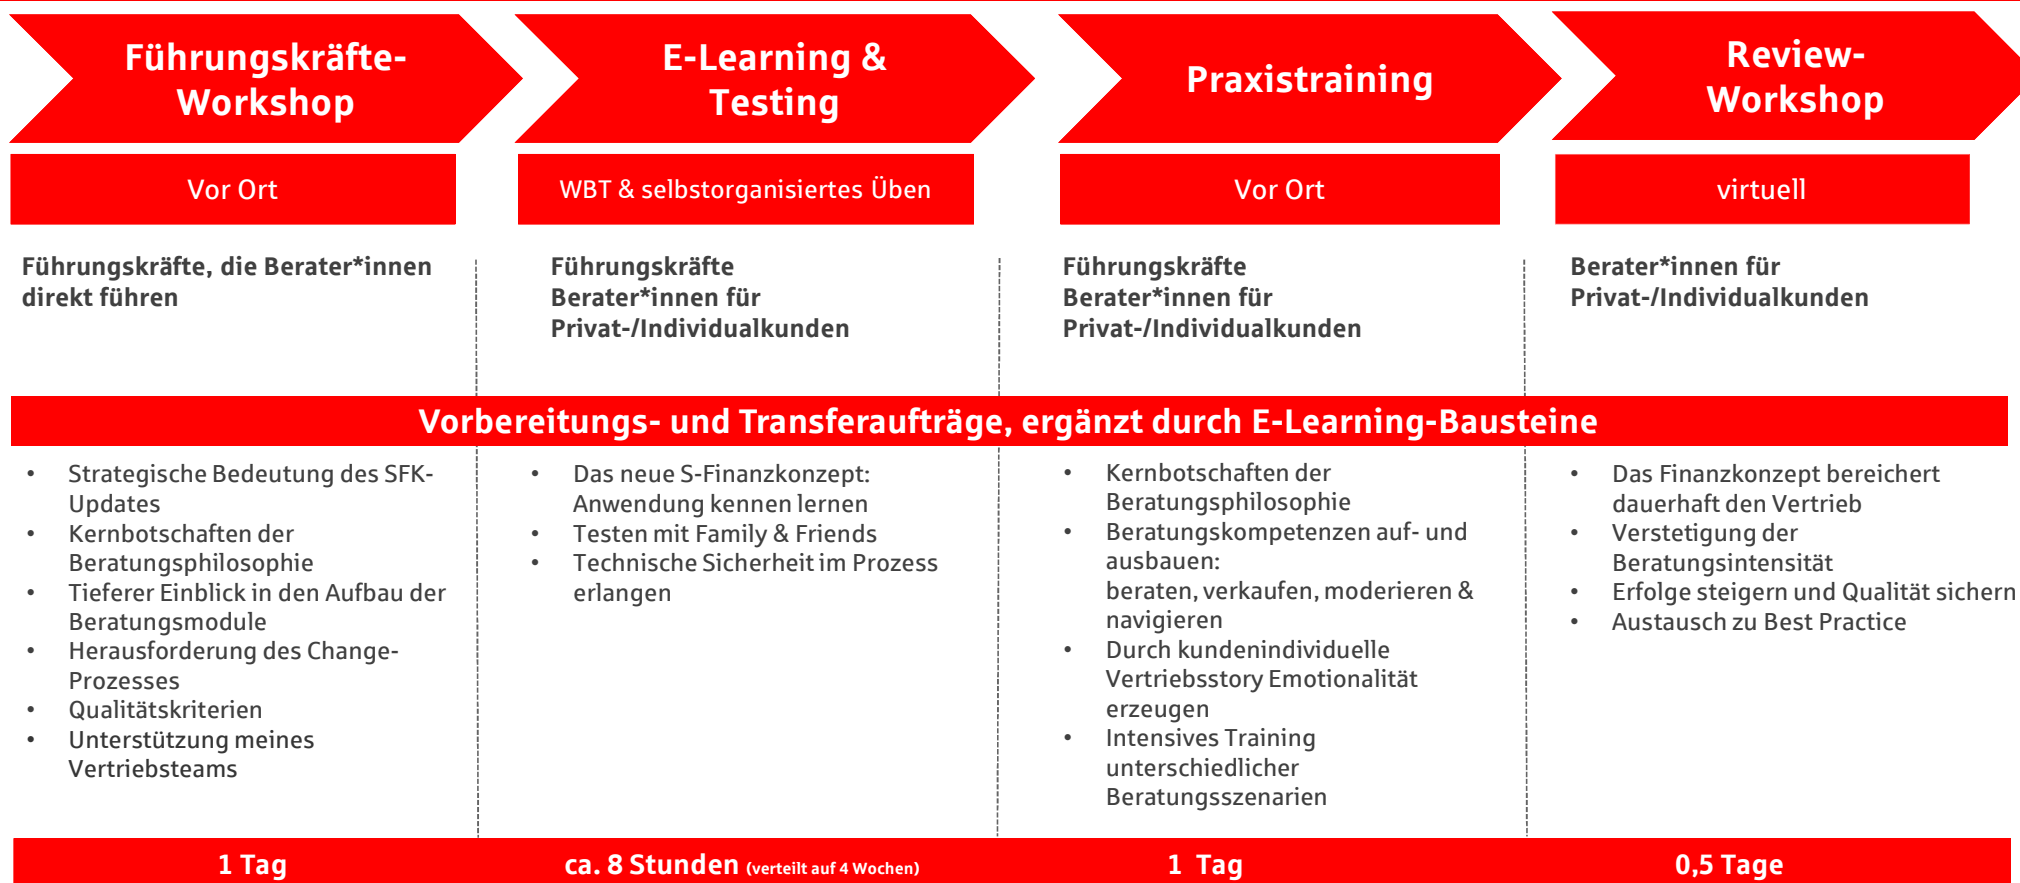 Führungskräfte-
Workshop
E-Learning &
Testing
Praxistraining
Review-
Workshop
Vor Ort
WBT & selbstorganisiertes Üben
Vor Ort
virtuell
Führungskräfte, die Berater*innen
direkt führen
Führungskräfte
Berater*innen für
Privat-/Individualkunden
Führungskräfte
Berater*innen für
Privat-/Individualkunden
Berater*innen für
Privat-/Individualkunden
Vorbereitungs- und Transferaufträge, ergänzt durch E-Learning-Bausteine
• Strategische Bedeutung des SFK-
Updates
• Kernbotschaften der
Beratungsphilosophie
• Tieferer Einblick in den Aufbau der
Beratungsmodule
• Herausforderung des Change-
Prozesses
• Qualitätskriterien
• Unterstützung meines
Vertriebsteams
• Das neue S-Finanzkonzept:
Anwendung kennen lernen
• Testen mit Family & Friends
• Technische Sicherheit im Prozess
erlangen
• Kernbotschaften der
Beratungsphilosophie
• Beratungskompetenzen auf- und
ausbauen:
beraten, verkaufen, moderieren &
navigieren
• Durch kundenindividuelle
Vertriebsstory Emotionalität
erzeugen
• Intensives Training
unterschiedlicher
Beratungsszenarien
• Das Finanzkonzept bereichert
dauerhaft den Vertrieb
• Verstetigung der
Beratungsintensität
• Erfolge steigern und Qualität sichern
• Austausch zu Best Practice
1 Tag
ca. 8 Stunden (verteilt auf 4 Wochen)
1 Tag
0,5 Tage